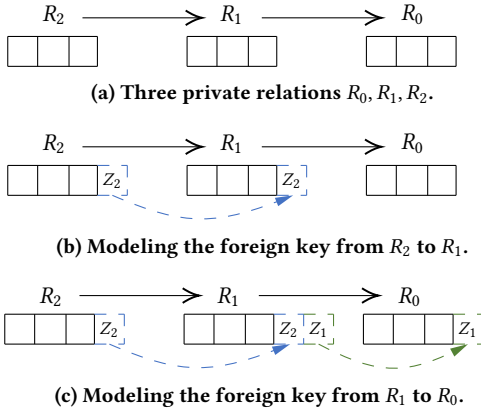 R₂ R₁ R₀
(a) Three private relations R₀, R₁, R₂.
R₂ R₁ R₀
Z₂ Z₂
(b) Modeling the foreign key from R₂ to R₁.
R₂ R₁ R₀
Z₂ Z₂ Z₁ Z₁
(c) Modeling the foreign key from R₁ to R₀.